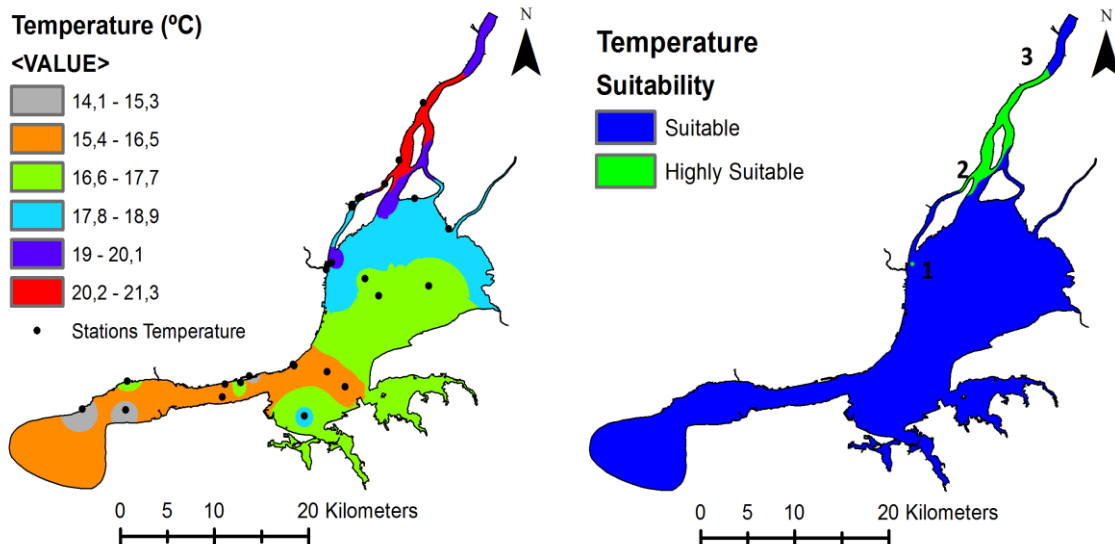 Temperature (ºC)
<VALUE>
14,1 - 15,3
15,4 - 16,5
16,6 - 17,7
17,8 - 18,9
19 - 20,1
20,2 - 21,3
Stations Temperature
N
0 5 10 20 Kilometers
Temperature
Suitability
Suitable
Highly Suitable
N
3
2
1
0 5 10 20 Kilometers